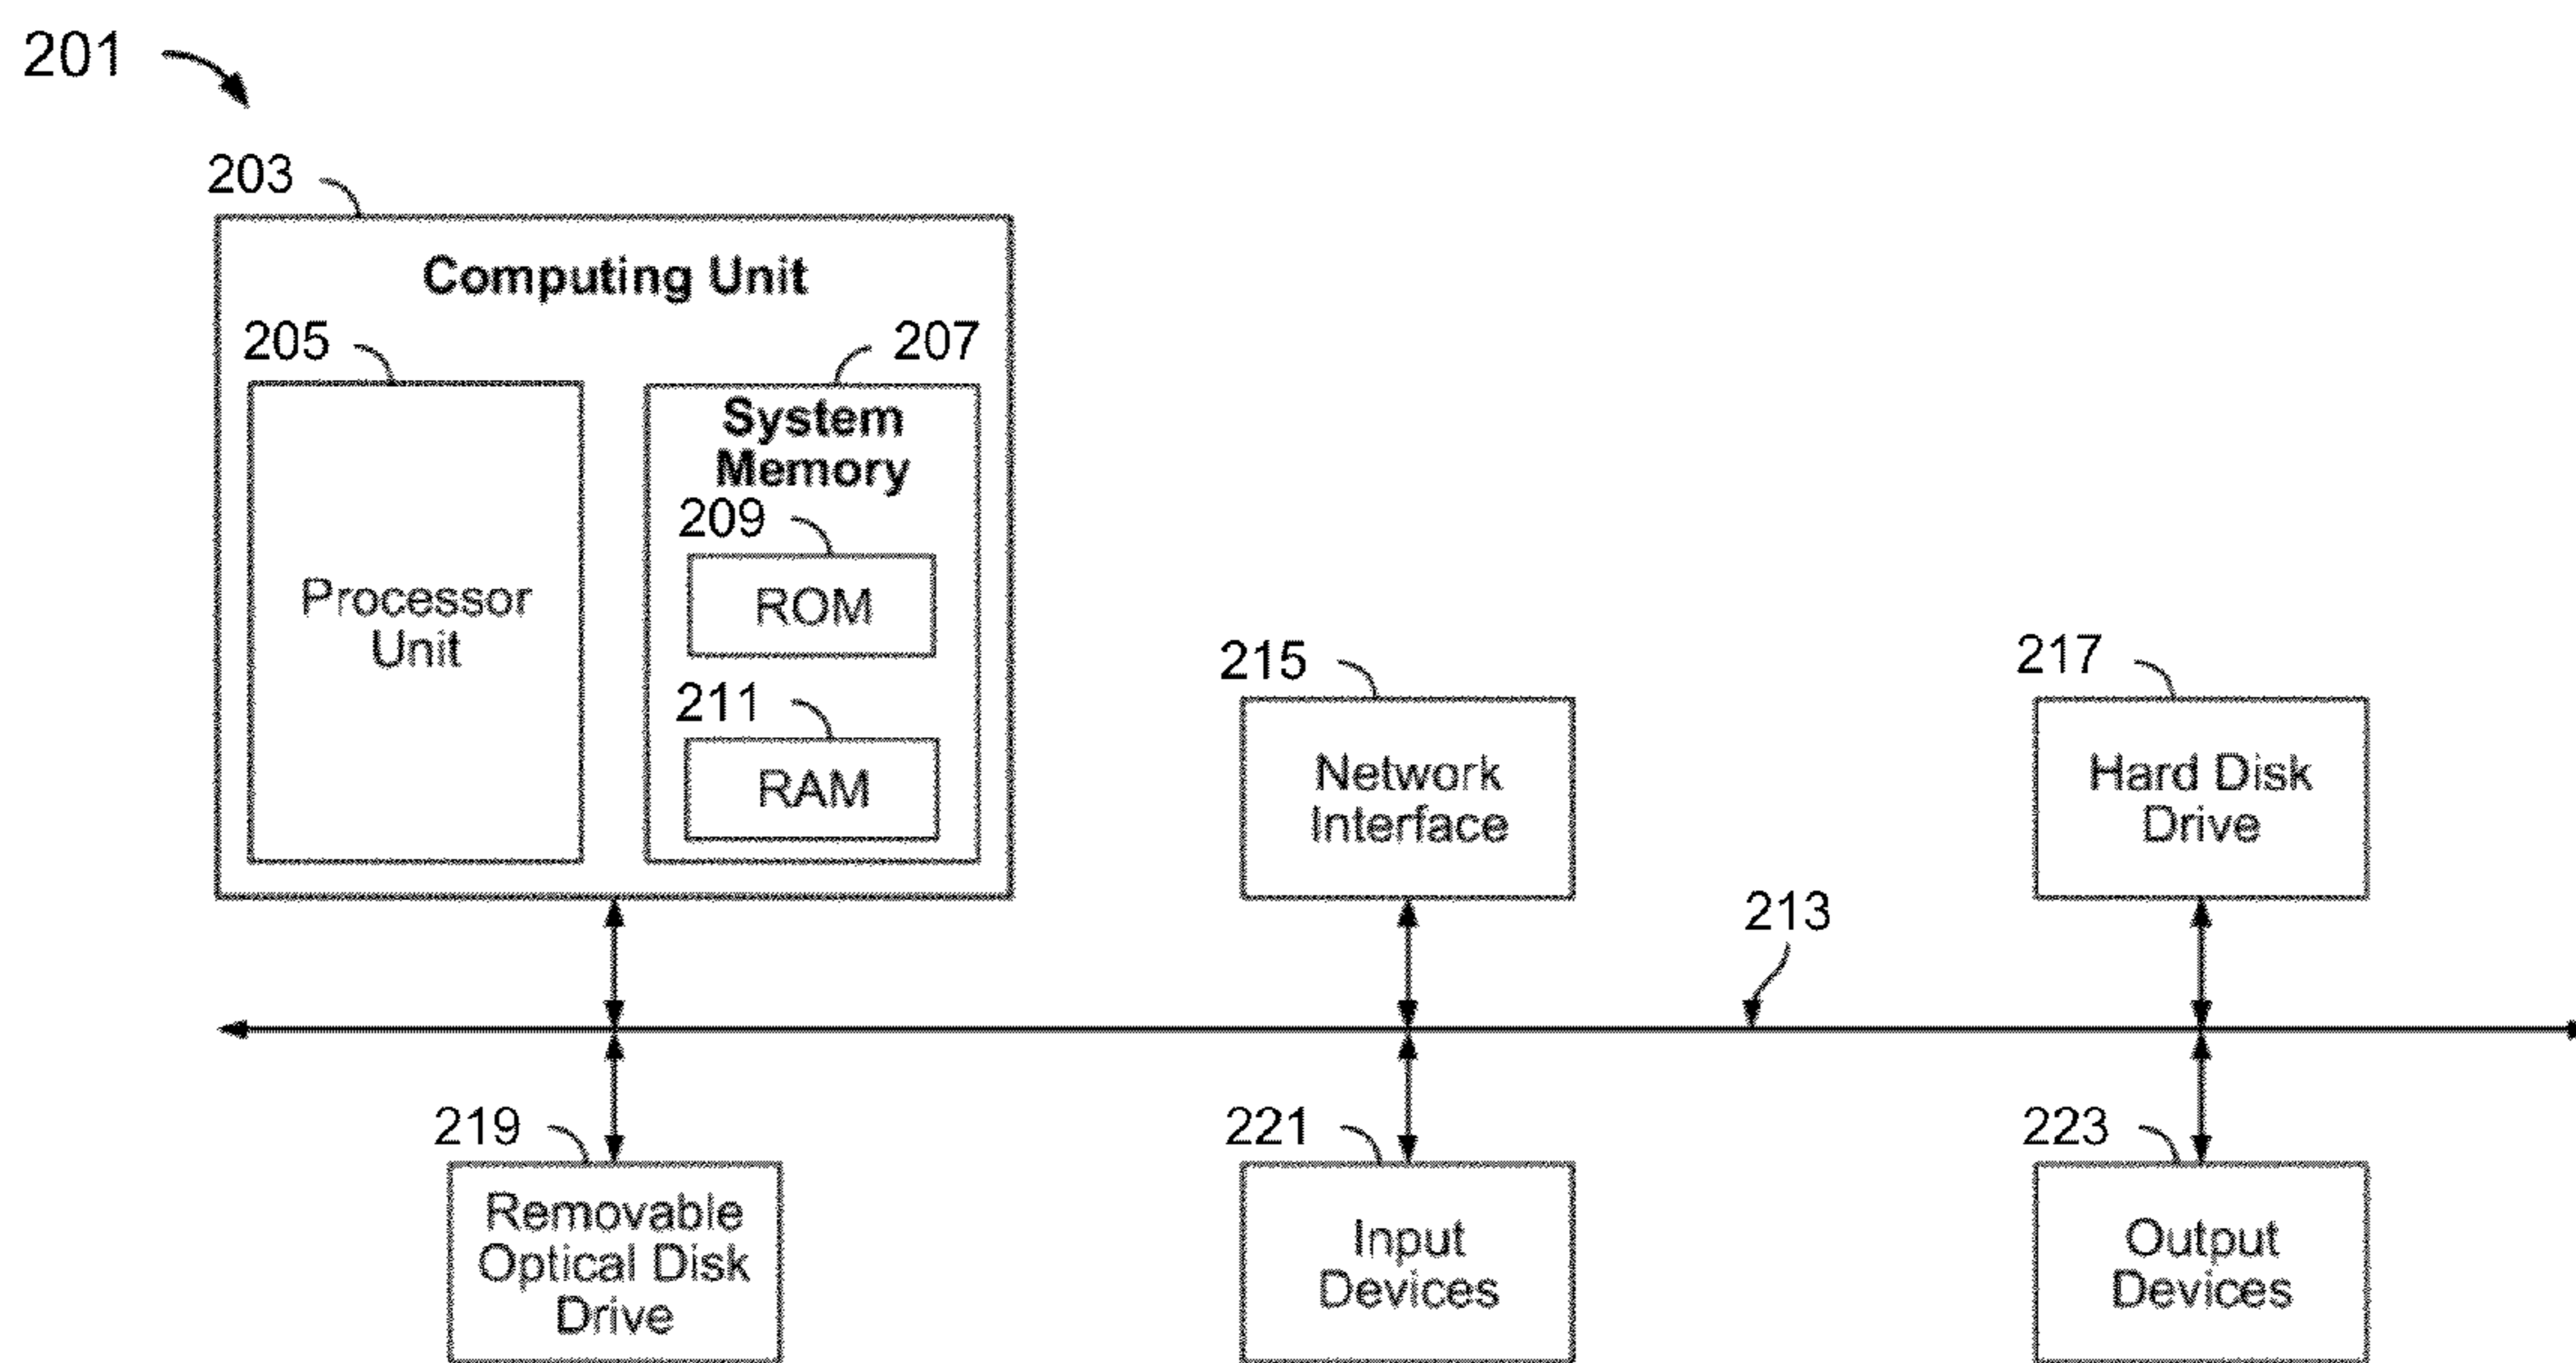 201
203
Computing Unit
205
207
Processor
Unit
System
Memory
209
ROM
211
RAM
215
Network
Interface
217
Hard Disk
Drive
213
219
Removable
Optical Disk
Drive
221
Input
Devices
223
Output
Devices